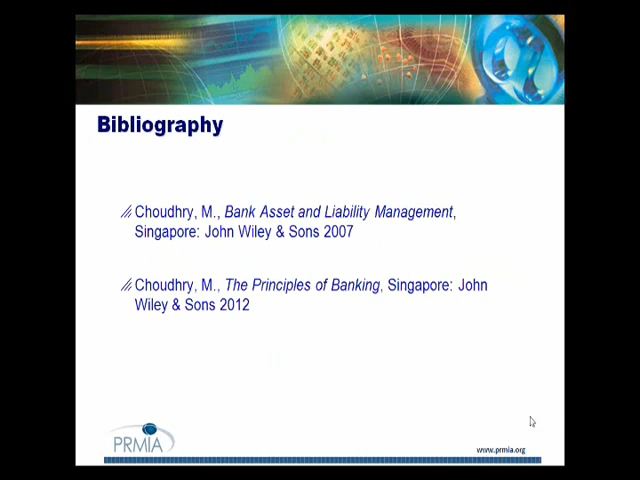 Bibliography
Choudhry, M., Bank Asset and Liability Management,
Singapore: John Wiley & Sons 2007
Choudhry, M., The Principles of Banking, Singapore: John
Wiley & Sons 2012
PRMIA
www.prmia.org